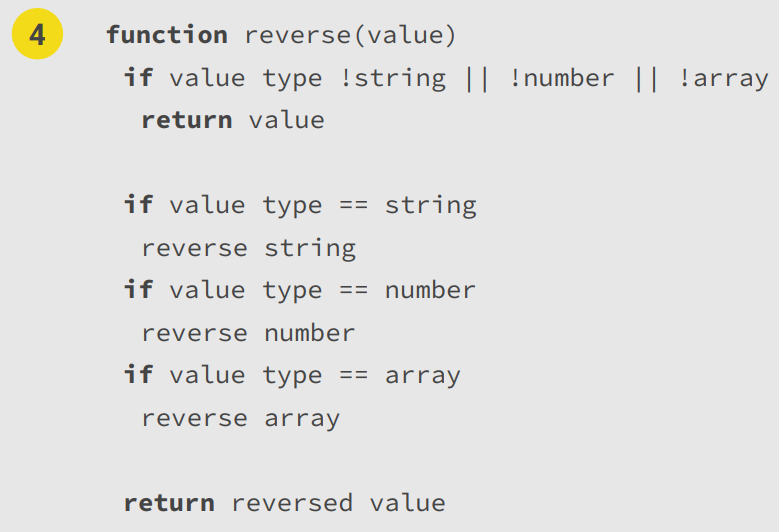 4
function reverse(value)
if value type !string || !number || !array
return value
if value type == string
reverse string
if value type == number
reverse number
if value type == array
reverse array
return reversed value